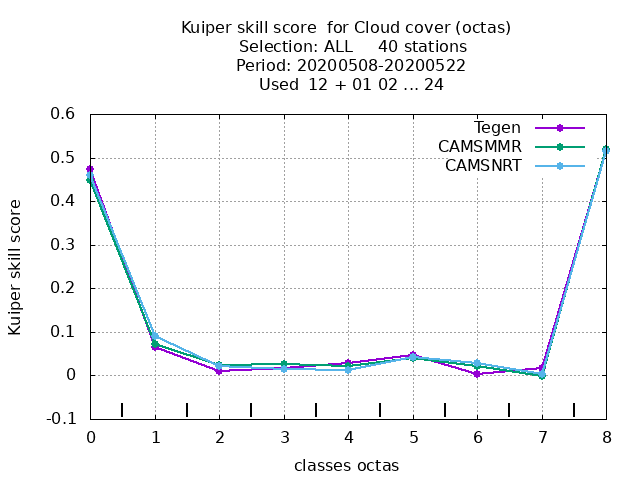 Kuiper skill score  for Cloud cover (octas)
Selection: ALL     40 stations
Period: 20200508-20200522
Used  12 + 01 02 ... 24
Tegen
CAMSMMR
CAMSNRT
Kuiper skill score
0.6
0.5
0.4
0.3
0.2
0.1
0
-0.1
0 1 2 3 4 5 6 7 8
classes octas